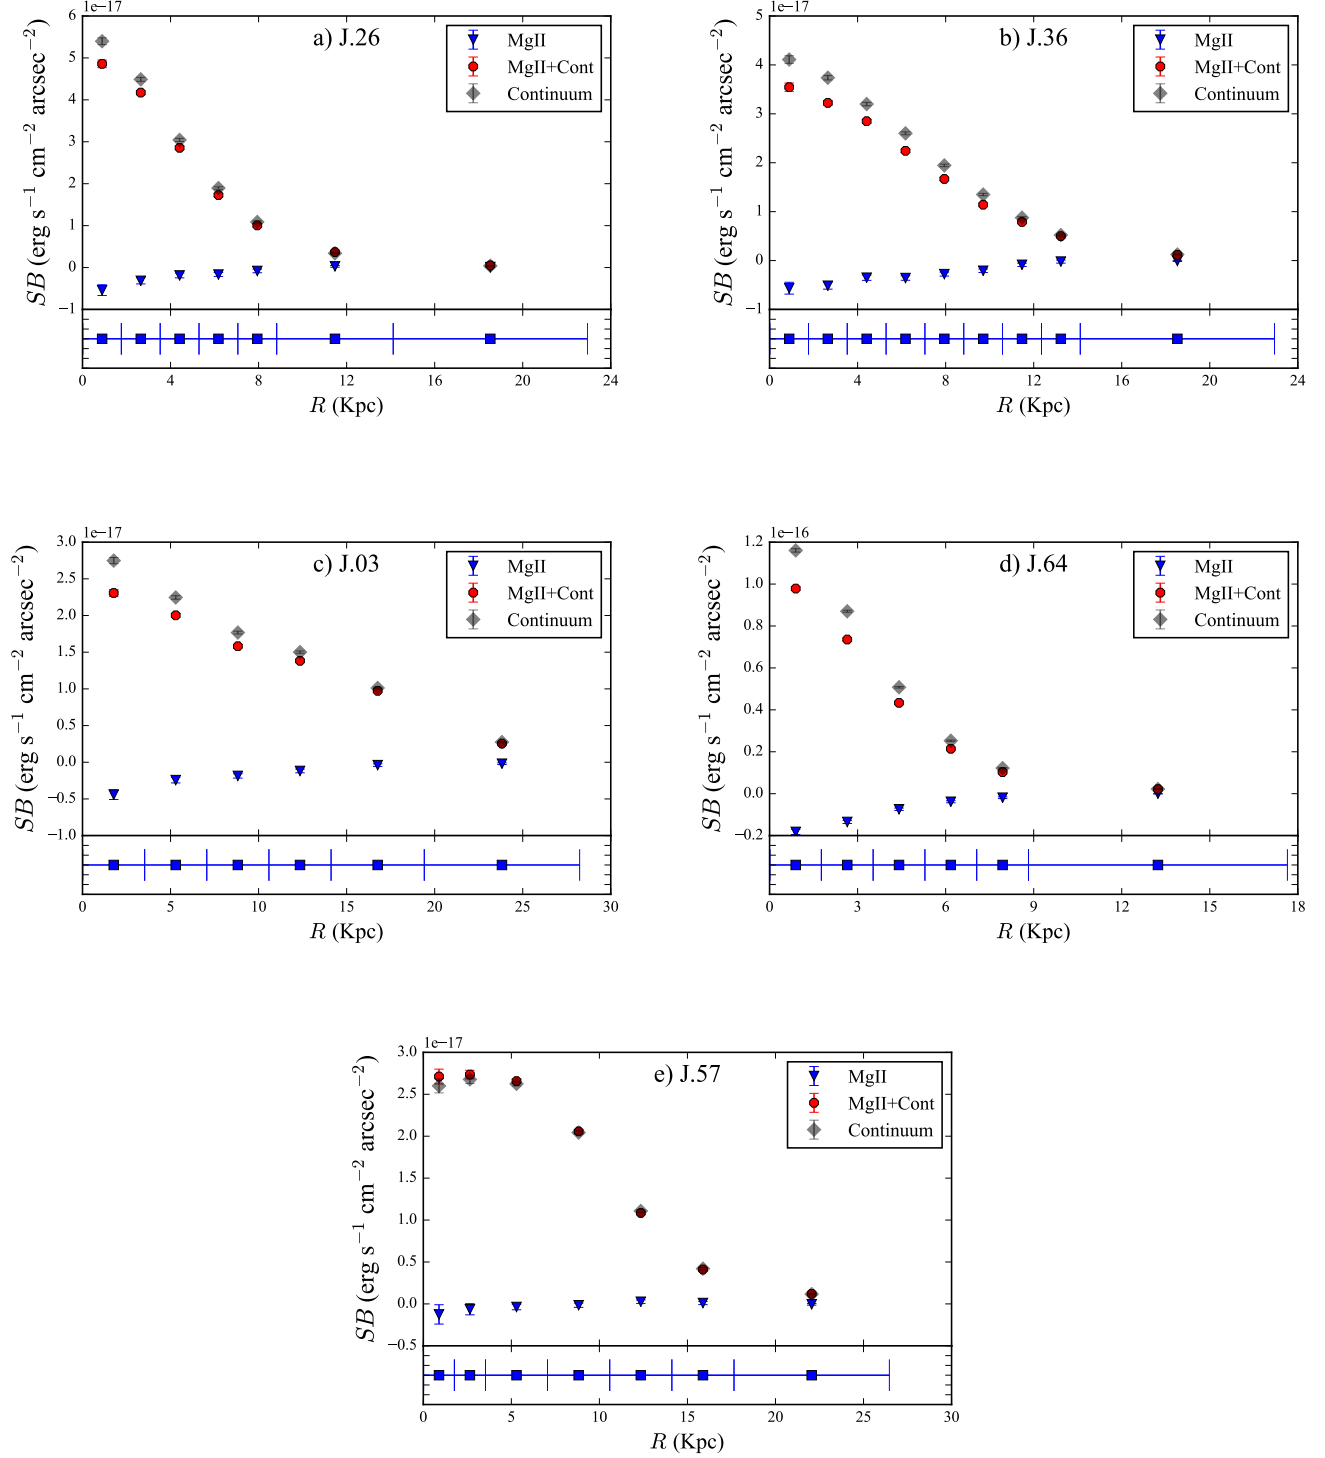 1e−17
6
5
4
3
2
1
0
−1
SB (erg s−1 cm−2 arcsec−2)
a) J.26
MgII
MgII+Cont
Continuum
0 4 8 12 16 20 24
R (Kpc)
1e−17
5
4
3
2
1
0
−1
SB (erg s−1 cm−2 arcsec−2)
b) J.36
MgII
MgII+Cont
Continuum
0 4 8 12 16 20 24
R (Kpc)
1e−17
3.0
2.5
2.0
1.5
1.0
0.5
0.0
−0.5
−1.0
SB (erg s−1 cm−2 arcsec−2)
c) J.03
MgII
MgII+Cont
Continuum
0 5 10 15 20 25 30
R (Kpc)
1e−16
1.2
1.0
0.8
0.6
0.4
0.2
0.0
−0.2
SB (erg s−1 cm−2 arcsec−2)
d) J.64
MgII
MgII+Cont
Continuum
0 3 6 9 12 15 18
R (Kpc)
1e−17
3.0
2.5
2.0
1.5
1.0
0.5
0.0
−0.5
SB (erg s−1 cm−2 arcsec−2)
e) J.57
MgII
MgII+Cont
Continuum
0 5 10 15 20 25 30
R (Kpc)